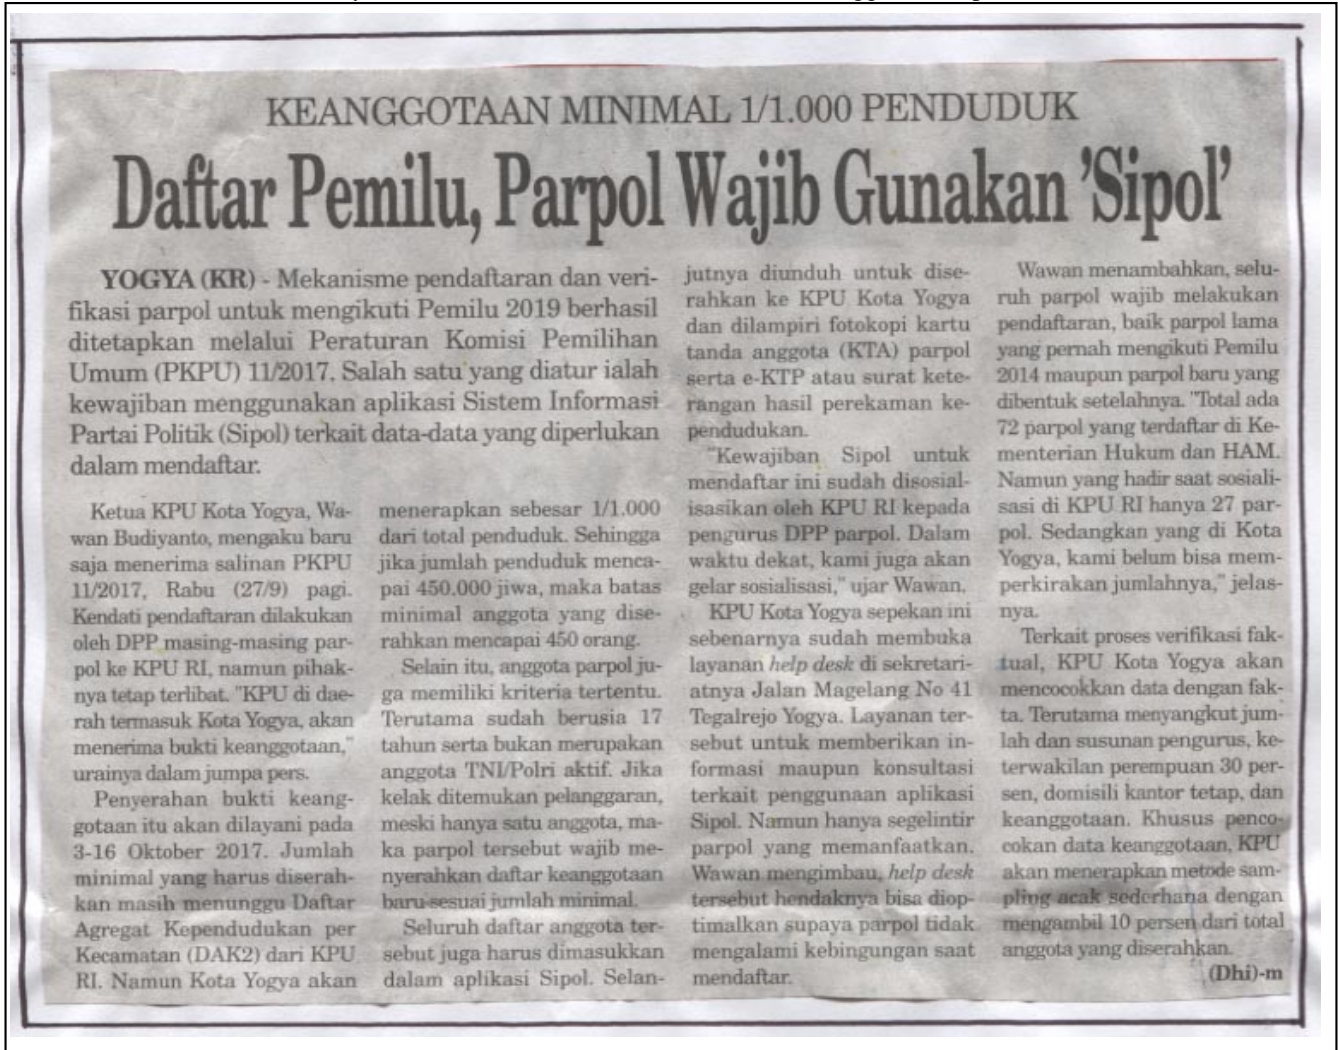 KEANGGOTAAN MINIMAL 1/1.000 PENDUDUK
Daftar Pemilu, Parpol Wajib Gunakan 'Sipol'
YOGYA (KR) - Mekanisme pendaftaran dan veri-
fikasi parpol untuk mengikuti Pemilu 2019 berhasil
ditetapkan melalui Peraturan Komisi Pemilihan
Umum (PKPU) 11/2017. Salah satu yang diatur ialah
kewajiban menggunakan aplikasi Sistem Informasi
Partai Politik (Sipol) terkait data-data yang diperlukan
dalam mendaftar.
Ketua KPU Kota Yogya, Wa-
wan Budiyanto, mengaku baru
saja menerima salinan PKPU
11/2017, Rabu (27/9) pagi.
Kendati pendaftaran dilakukan
oleh DPP masing-masing par-
pol ke KPU RI, namun pihak-
nya tetap terlibat. "KPU di dae-
rah termasuk Kota Yogya, akan
menerima bukti keanggotaan,"
urainya dalam jumpa pers.
Penyerahan bukti keang-
gotaan itu akan dilayani pada
3-16 Oktober 2017. Jumlah
minimal yang harus diserah-
kan masih menunggu Daftar
Agregat Kependudukan per
Kecamatan (DAK2) dari KPU
RI. Namun Kota Yogya akan
menerapkan sebesar 1/1.000
dari total penduduk. Sehingga
jika jumlah penduduk menca-
pai 450.000 jiwa, maka batas
minimal anggota yang dise-
rahkan mencapai 450 orang.
Selain itu, anggota parpol ju-
ga memiliki kriteria tertentu.
Terutama sudah berusia 17
tahun serta bukan merupakan
anggota TNI/Polri aktif. Jika
kelak ditemukan pelanggaran,
meski hanya satu anggota, ma-
ka parpol tersebut wajib me-
nyerahkan daftar keanggotaan
baru sesuai jumlah minimal.
Seluruh daftar anggota ter-
sebut juga harus dimasukkan
dalam aplikasi Sipol. Selan-
jutnya diunduh untuk dise-
rahkan ke KPU Kota Yogya
dan dilampiri fotokopi kartu
tanda anggota (KTA) parpol
serta e-KTP atau surat kete-
rangan hasil perekaman ke-
pendudukan.
"Kewajiban Sipol untuk
mendaftar ini sudah disosial-
isasikan oleh KPU RI kepada
pengurus DPP parpol. Dalam
waktu dekat, kami juga akan
gelar sosialisasi," ujar Wawan.
KPU Kota Yogya sepekan ini
sebenarnya sudah membuka
layanan help desk di sekretari-
atnya Jalan Magelang No 41
Tegalrejo Yogya. Layanan ter-
sebut untuk memberikan in-
formasi maupun konsultasi
terkait penggunaan aplikasi
Sipol. Namun hanya segelintir
parpol yang memanfaatkan.
Wawan mengimbau, help desk
tersebut hendaknya bisa diop-
timalkan supaya parpol tidak
mengalami kebingungan saat
mendaftar.
Wawan menambahkan, selu-
ruh parpol wajib melakukan
pendaftaran, baik parpol lama
yang pernah mengikuti Pemilu
2014 maupun parpol baru yang
dibentuk setelahnya. "Total ada
72 parpol yang terdaftar di Ke-
menterian Hukum dan HAM.
Namun yang hadir saat sosiali-
sasi di KPU RI hanya 27 par-
pol. Sedangkan yang di Kota
Yogya, kami belum bisa mem-
perkirakan jumlahnya," jelas-
nya.
Terkait proses verifikasi fak-
tual, KPU Kota Yogya akan
mencocokkan data dengan fak-
ta. Terutama menyangkut jum-
lah dan susunan pengurus, ke-
terwakilan perempuan 30 per-
sen, domisili kantor tetap, dan
keanggotaan. Khusus penco-
cokan data keanggotaan, KPU
akan menerapkan metode sam-
pling acak sederhana dengan
mengambil 10 persen dari total
anggota yang diserahkan.
(Dhi)-m